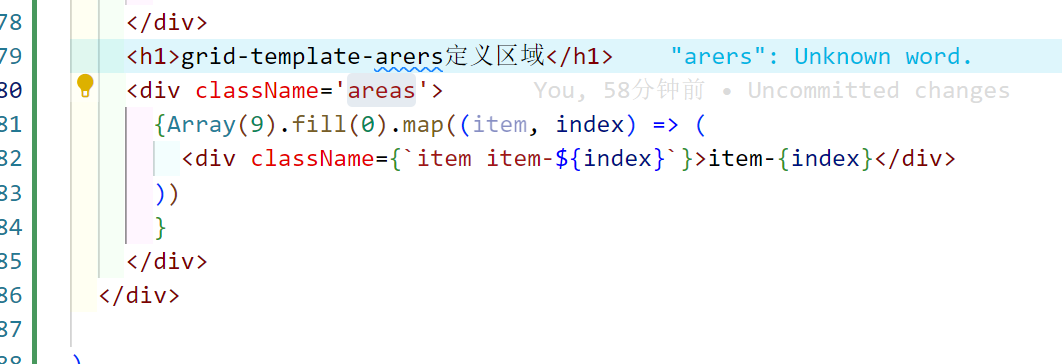 78 </div>
79 <h1>grid-template-arers定义区域</h1> "arers": Unknown word.
80 <div className='areas'> You, 58分钟前 • Uncommitted changes
81 {Array(9).fill(0).map((item, index) => (
82 <div className={`item item-${index}`}>item-{index}</div>
83 ))
84 }
85 </div>
86 </div>
87
88 )